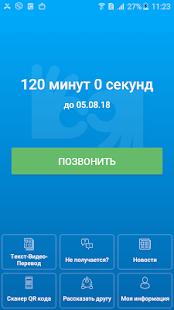 27% 11:23
120 минут 0 секунд
до 05.08.18
ПОЗВОНИТЬ
Текст-Видео-
Перевод
Не получается?
Новости
Сканер QR кода
Рассказать другу
Моя информация